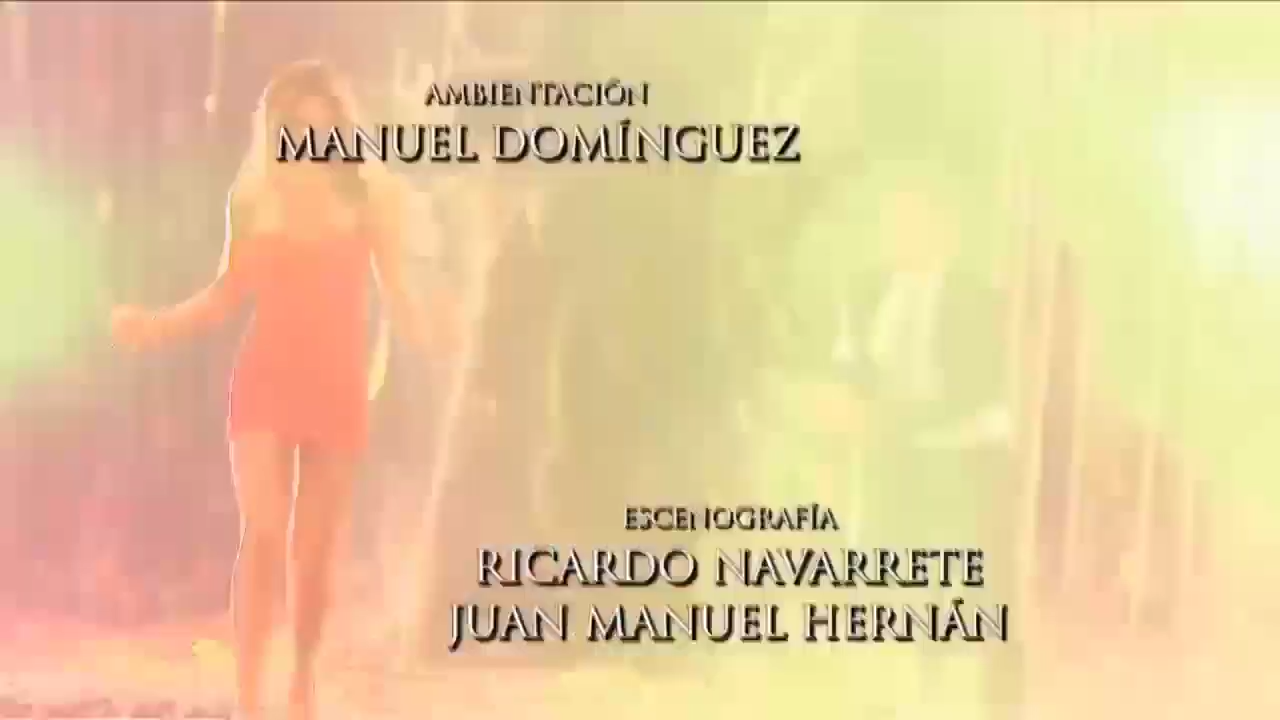 AMBIENTACIÓN
MANUEL DOMÍNGUEZ
ESCENOGRAFÍA
RICARDO NAVARRETE
JUAN MANUEL HERNÁN